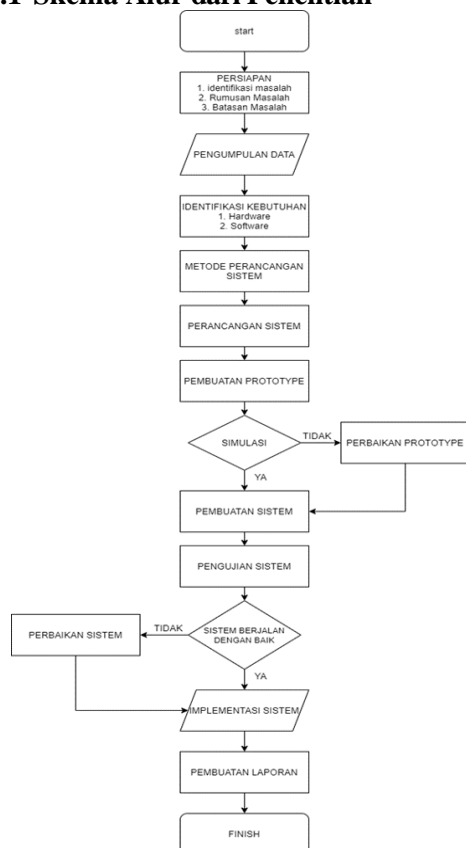 .1 Skema Alur dari Penelitian
start
PERSIAPAN
1. identifikasi masalah
2. Rumusan Masalah
3. Batasan Masalah
PENGUMPULAN DATA
IDENTIFIKASI KEBUTUHAN
1. Hardware
2. Software
METODE PERANCANGAN
SISTEM
PERANCANGAN SISTEM
PEMBUATAN PROTOTYPE
SIMULASI
TIDAK
PERBAIKAN PROTOTYPE
YA
PEMBUATAN SISTEM
PENGUJIAN SISTEM
PERBAIKAN SISTEM
TIDAK
SISTEM BERJALAN
DENGAN BAIK
YA
IMPLEMENTASI SISTEM
PEMBUATAN LAPORAN
FINISH